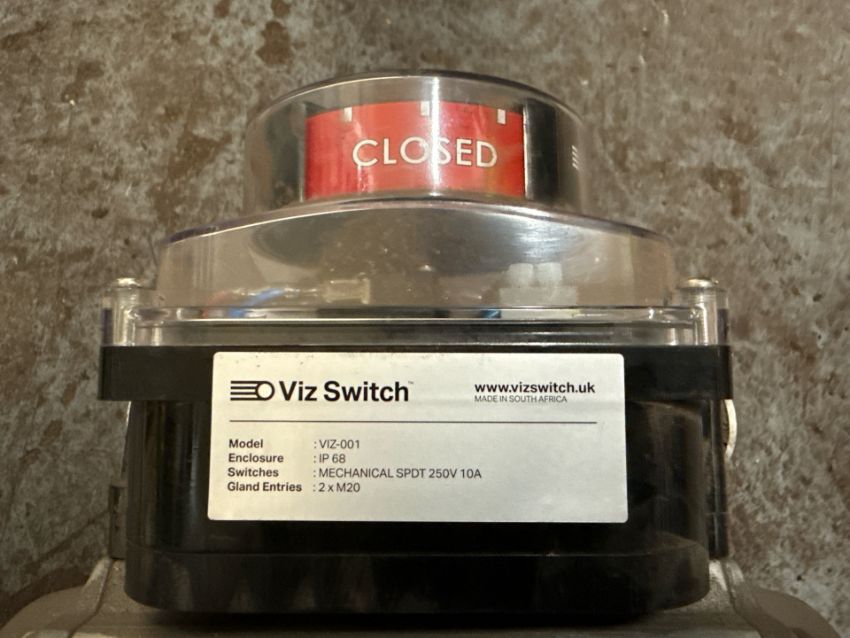 CLOSED
Viz Switch™
www.vizswitch.uk
MADE IN SOUTH AFRICA
Model : VIZ-001
Enclosure : IP 68
Switches : MECHANICAL SPDT 250V 10A
Gland Entries : 2 x M20